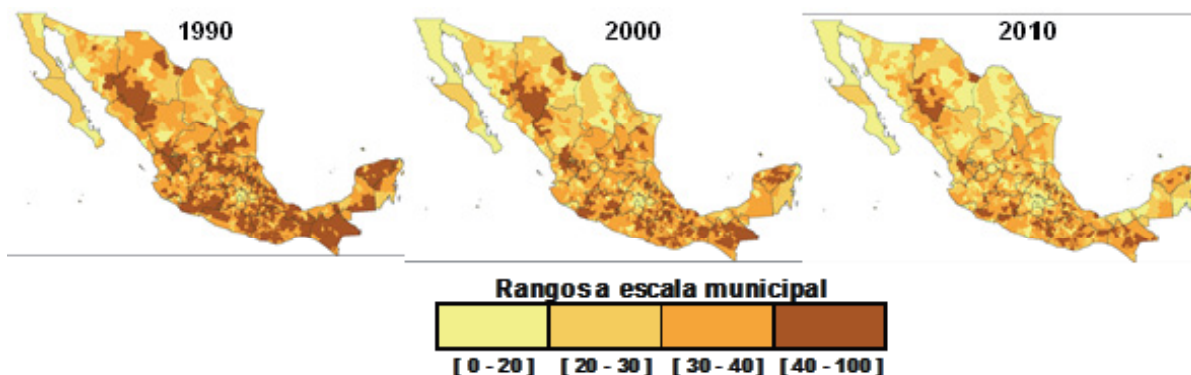 1990 2000 2010
Rangos a escala municipal
[ 0 - 20 ] [ 20 - 30 ] [ 30 - 40 ] [ 40 - 100 ]